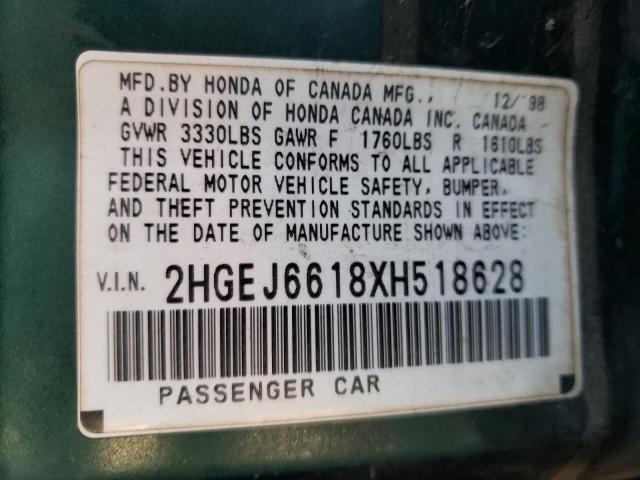 MFD.BY HONDA OF CANADA MFG., 12/'98
A DIVISION OF HONDA CANADA INC. CANADA
GVWR 3330LBS GAWR F 1760LBS R 1610LBS
THIS VEHICLE CONFORMS TO ALL APPLICABLE
FEDERAL MOTOR VEHICLE SAFETY, BUMPER,
AND THEFT PREVENTION STANDARDS IN EFFECT
ON THE DATE OF MANUFACTURE SHOWN ABOVE:
V.I.N. 2HGEJ6618XH518628
PASSENGER CAR